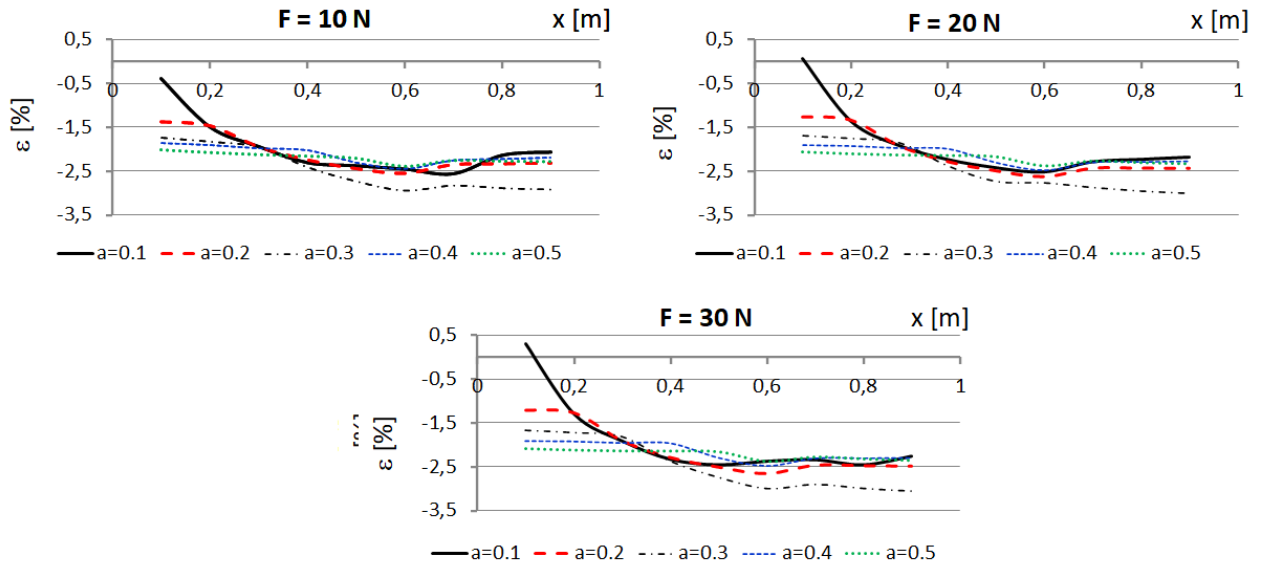 F = 10 N
x [m]
0,5
-0,5
-1,5
-2,5
-3,5
0
0,2
0,4
0,6
0,8
1
ε [%]
a=0.1 a=0.2 a=0.3 a=0.4 a=0.5
F = 20 N
x [m]
0,5
-0,5
-1,5
-2,5
-3,5
0
0,2
0,4
0,6
0,8
1
ε [%]
a=0.1 a=0.2 a=0.3 a=0.4 a=0.5
F = 30 N
x [m]
0,5
-0,5
-1,5
-2,5
-3,5
0
0,2
0,4
0,6
0,8
1
ε [%]
a=0.1 a=0.2 a=0.3 a=0.4 a=0.5